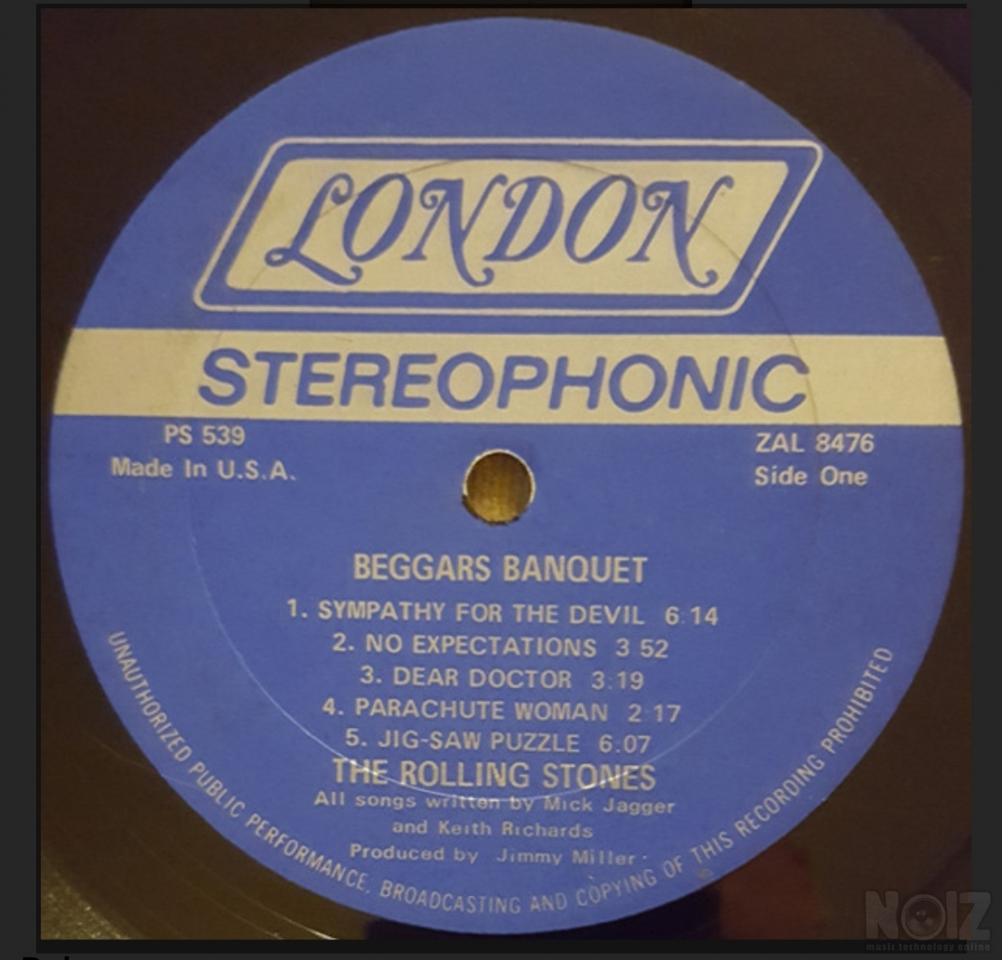 LONDON
STEREOPHONIC
PS 539
Made In U.S.A.
ZAL 8476
Side One
BEGGARS BANQUET
1. SYMPATHY FOR THE DEVIL 6:14
2. NO EXPECTATIONS 3 52
3. DEAR DOCTOR 3:19
4. PARACHUTE WOMAN 2 17
5. JIG-SAW PUZZLE 6.07
THE ROLLING STONES
All songs written by Mick Jagger
and Keith Richards
Produced by Jimmy Miller
UNAUTHORIZED PUBLIC PERFORMANCE, BROADCASTING AND COPYING OF THIS RECORDING PROHIBITED
NOIZ
music technology online